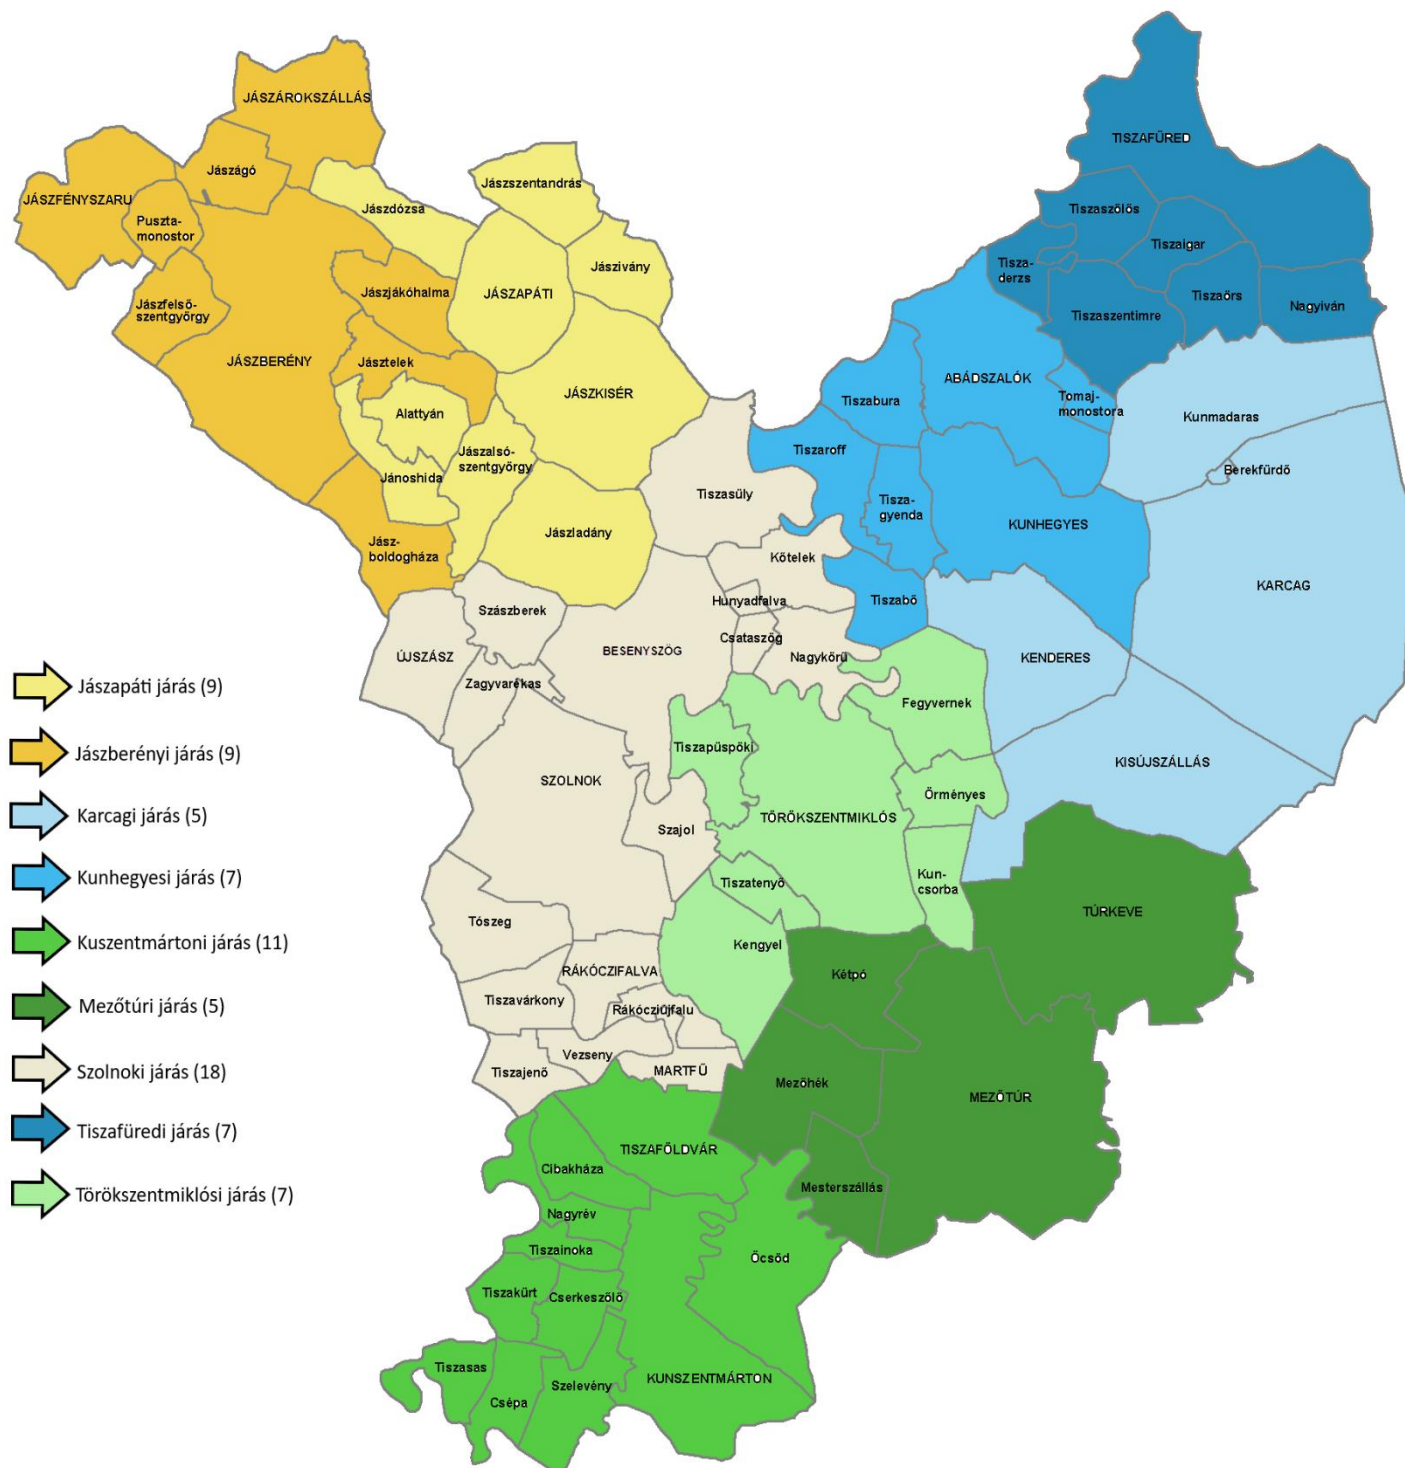 JÁSZÁROKSZÁLLÁS
Jászágó
JÁSZFÉNYSZARU
Puszta-
monostor
Jászfelső-
szentgyörgy
Jászdózsa
Jászszentandrás
Jászivány
JÁSZAPÁTI
Jászjákóhalma
JÁSZBERÉNY
Jásztelek
Alattyán
JÁSZKISÉR
Jászalsó-
szentgyörgy
Jánoshida
Jász-
boldogháza
Jászladány
TISZAFÜRED
Tiszaszőlős
Tiszaigar
Tisza-
derzs
Tiszaörs
Nagyiván
Tiszaszentimre
ABÁDSZALÓK
Tomaj-
monostora
Tiszabura
Tiszaroff
Tisza-
gyenda
KUNHEGYES
Tiszabő
Kunmadaras
Berekfürdő
KARCAG
KENDERES
KISÚJSZÁLLÁS
Tiszasüly
Kőtelek
Hunyadfalva
Csataszög
Nagykörű
BESENYSZÖG
Szászberek
ÚJSZÁSZ
Zagyvarékas
SZOLNOK
Szajol
Tószeg
Tiszavárkony
RÁKÓCZIFALVA
Rákócziújfalu
Vezseny
Tiszajenő
MARTFŰ
Fegyvernek
Tiszapüspöki
TÖRÖKSZENTMIKLÓS
Örményes
Kun-
csorba
Tiszatenyő
Kengyel
TÚRKEVE
Kétpó
Mezőhék
MEZŐTÚR
Mesterszállás
TISZAFÖLDVÁR
Cibakháza
Nagyrév
Tiszainoka
Tiszakürt
Cserkeszőlő
Öcsöd
Tiszasas
Csépa
Szelevény
KUNSZENTMÁRTON
Jászapáti járás (9)
Jászberényi járás (9)
Karcagi járás (5)
Kunhegyesi járás (7)
Kuszentmártoni járás (11)
Mezőtúri járás (5)
Szolnoki járás (18)
Tiszafüredi járás (7)
Törökszentmiklósi járás (7)